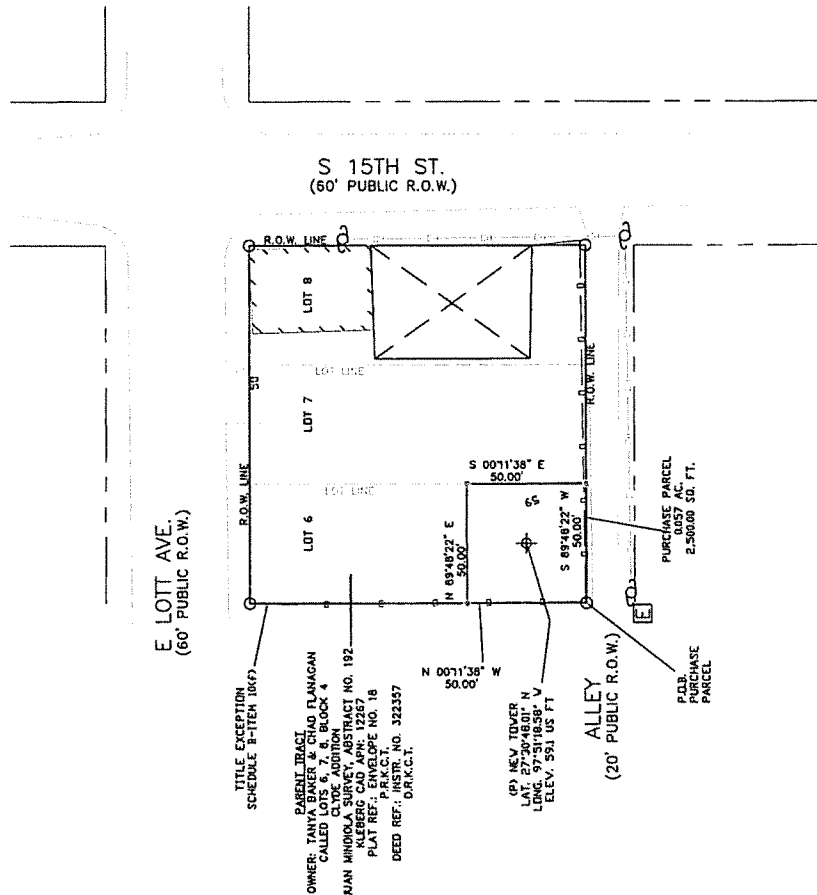 S 15TH ST.
(60' PUBLIC R.O.W.)
E LOTT AVE.
(60' PUBLIC R.O.W.)
R.O.W. LINE
LOT 8
LOT LINE
LOT 7
R.O.W. LINE
R.O.W. LINE
LOT LINE
LOT 6
S 00°11'38" E
50.00'
N 89°48'22" E
50.00'
59
S 89°48'22" W
50.00'
N 00°11'38" W
50.00'
PURCHASE PARCEL
0.057 AC.
2,500.00 SQ. FT.
TITLE EXCEPTION
SCHEDULE B-ITEM 10(f)
PARENT TRACT
OWNER: TANYA BAKER & CHAD FLANAGAN
CALLED LOTS 6, 7, 8, BLOCK 4
CLYDE ADDITION
JUAN MINDIOLA SURVEY, ABSTRACT NO. 192
KLEBERG CAD APN: 12267
PLAT REF.: ENVELOPE NO. 18
P.R.K.C.T.
DEED REF.: INSTR. NO. 322357
D.R.K.C.T.
(P) NEW TOWER
LAT. 27°30'48.01" N
LONG. 97°51'18.58" W
ELEV. 59.1 US FT
ALLEY
(20' PUBLIC R.O.W.)
P.O.B.
PURCHASE
PARCEL
E